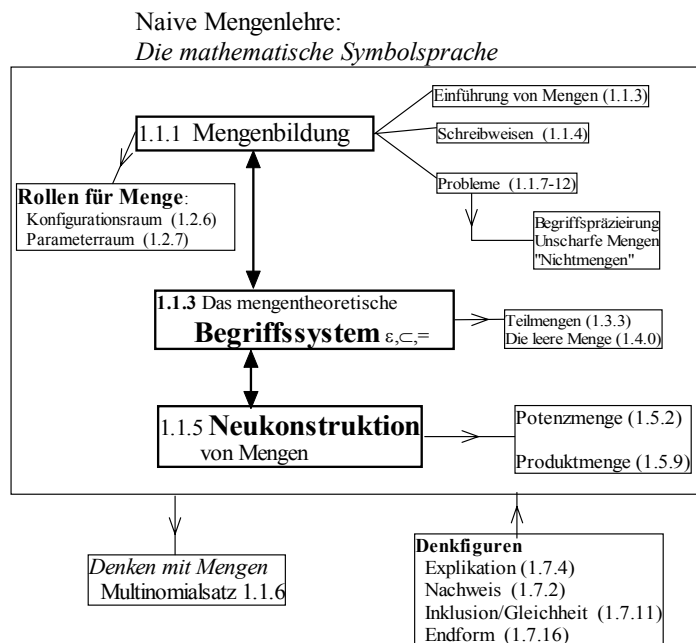 Naive Mengenlehre:
Die mathematische Symbolsprache
Einführung von Mengen (1.1.3)
1.1.1 Mengenbildung
Schreibweisen (1.1.4)
Probleme (1.1.7-12)
Rollen für Menge:
Konfigurationsraum (1.2.6)
Parameterraum (1.2.7)
Begriffspräzieirung
Unscharfe Mengen
"Nichtmengen"
1.1.3 Das mengentheoretische
Begriffssystem ε,⊂,=
Teilmengen (1.3.3)
Die leere Menge (1.4.0)
1.1.5 Neukonstruktion
von Mengen
Potenzmenge (1.5.2)
Produktmenge (1.5.9)
Denken mit Mengen
Multinomialsatz 1.1.6
Denkfiguren
Explikation (1.7.4)
Nachweis (1.7.2)
Inklusion/Gleichheit (1.7.11)
Endform (1.7.16)